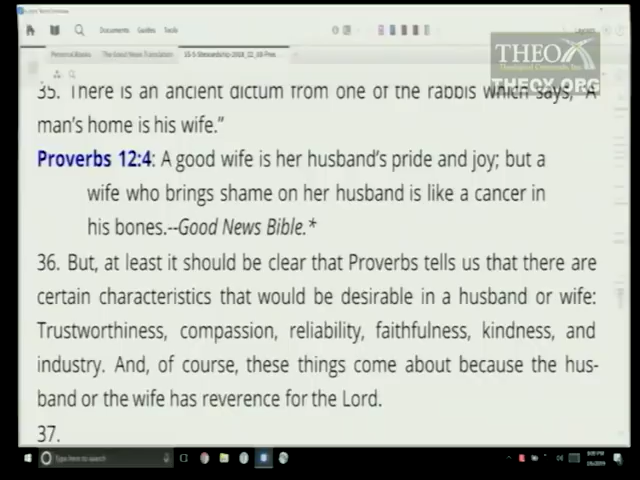 Documents Guides Tools
Personal Books The Good News Translation
THEOX
THEOX.ORG
35. There is an ancient dictum from one of the rabbis which says, "A
man's home is his wife."
Proverbs 12:4: A good wife is her husband's pride and joy; but a
wife who brings shame on her husband is like a cancer in
his bones.--Good News Bible.*
36. But, at least it should be clear that Proverbs tells us that there are
certain characteristics that would be desirable in a husband or wife:
Trustworthiness, compassion, reliability, faithfulness, kindness, and
industry. And, of course, these things come about because the hus-
band or the wife has reverence for the Lord.
37.
Type here to search